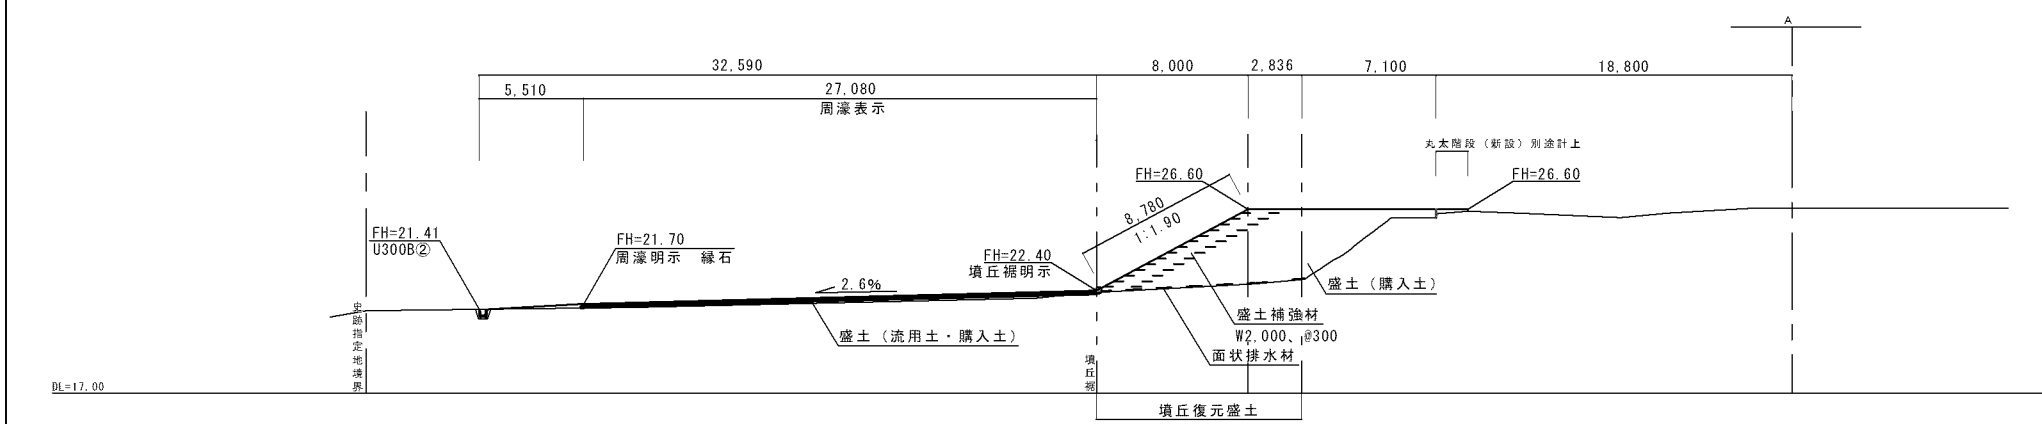 A
32,590
8,000
2,836
7,100
18,800
5,510
27,080
周濠表示
丸太階段（新設）別途計上
FH=26.60
FH=26.60
8,780
1:1.90
FH=21.41
U300B②
FH=21.70
周濠明示　縁石
FH=22.40
墳丘裾明示
2.6%
盛土（購入土）
史跡指定地境界
盛土補強材
W2,000、@300
盛土（流用土・購入土）
面状排水材
墳丘裾
DL=17.00
墳丘復元盛土